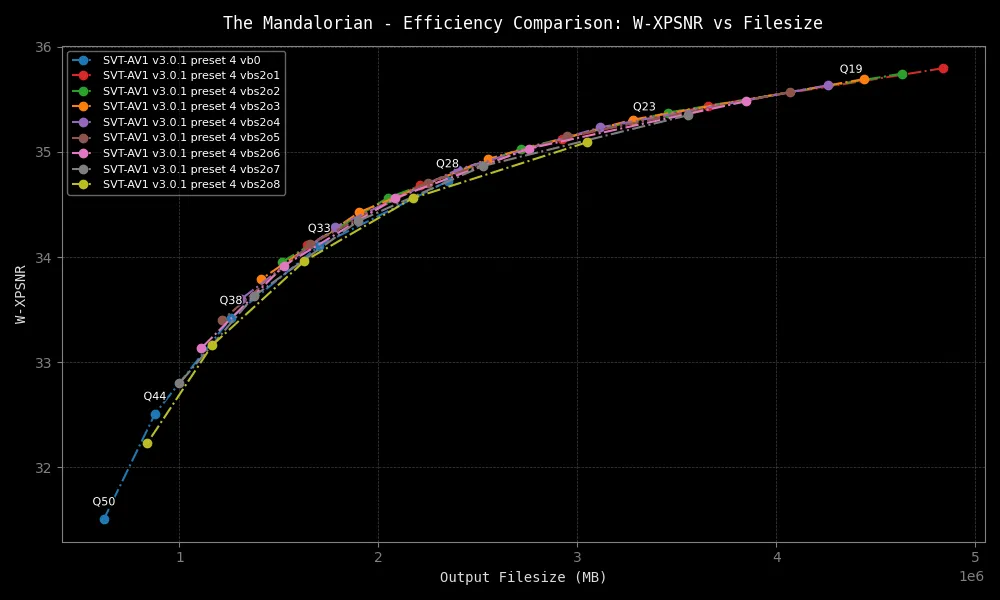 The Mandalorian - Efficiency Comparison: W-XPSNR vs Filesize
SVT-AV1 v3.0.1 preset 4 vb0
SVT-AV1 v3.0.1 preset 4 vbs2o1
SVT-AV1 v3.0.1 preset 4 vbs2o2
SVT-AV1 v3.0.1 preset 4 vbs2o3
SVT-AV1 v3.0.1 preset 4 vbs2o4
SVT-AV1 v3.0.1 preset 4 vbs2o5
SVT-AV1 v3.0.1 preset 4 vbs2o6
SVT-AV1 v3.0.1 preset 4 vbs2o7
SVT-AV1 v3.0.1 preset 4 vbs2o8
36
35
34
33
32
W-XPSNR
Q19
Q23
Q28
Q33
Q38
Q44
Q50
1
2
3
4
5
1e6
Output Filesize (MB)